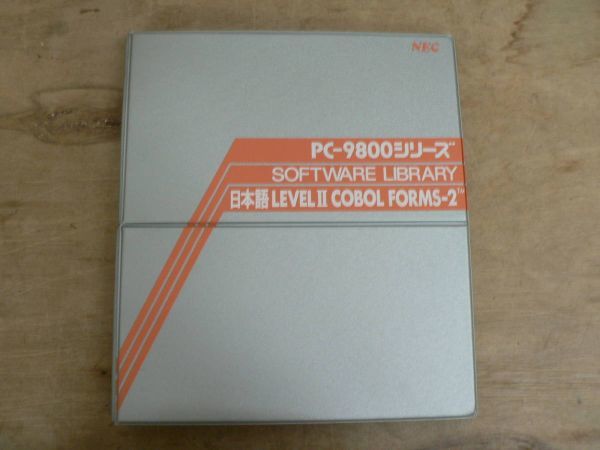 NEC
PC-9800シリーズ
SOFTWARE LIBRARY
日本語 LEVEL II COBOL FORMS-2™